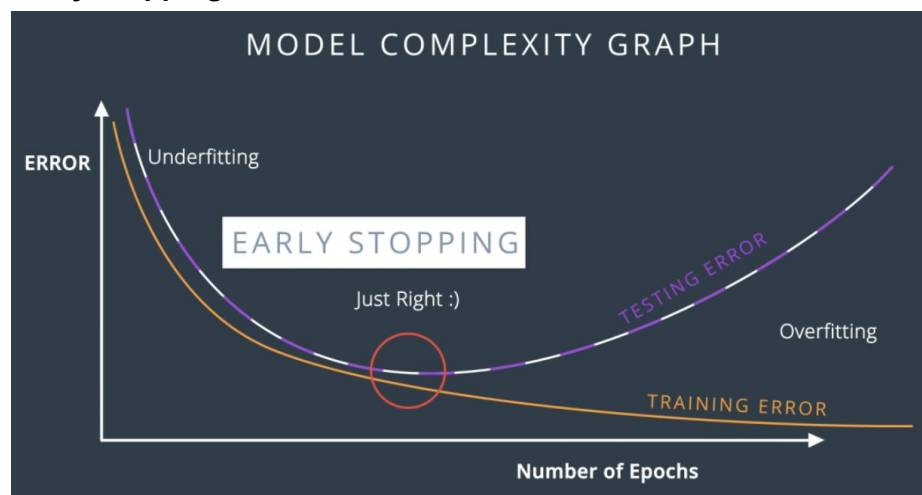 MODEL COMPLEXITY GRAPH
ERROR
Underfitting
EARLY STOPPING
Just Right :)
TESTING ERROR
Overfitting
TRAINING ERROR
Number of Epochs